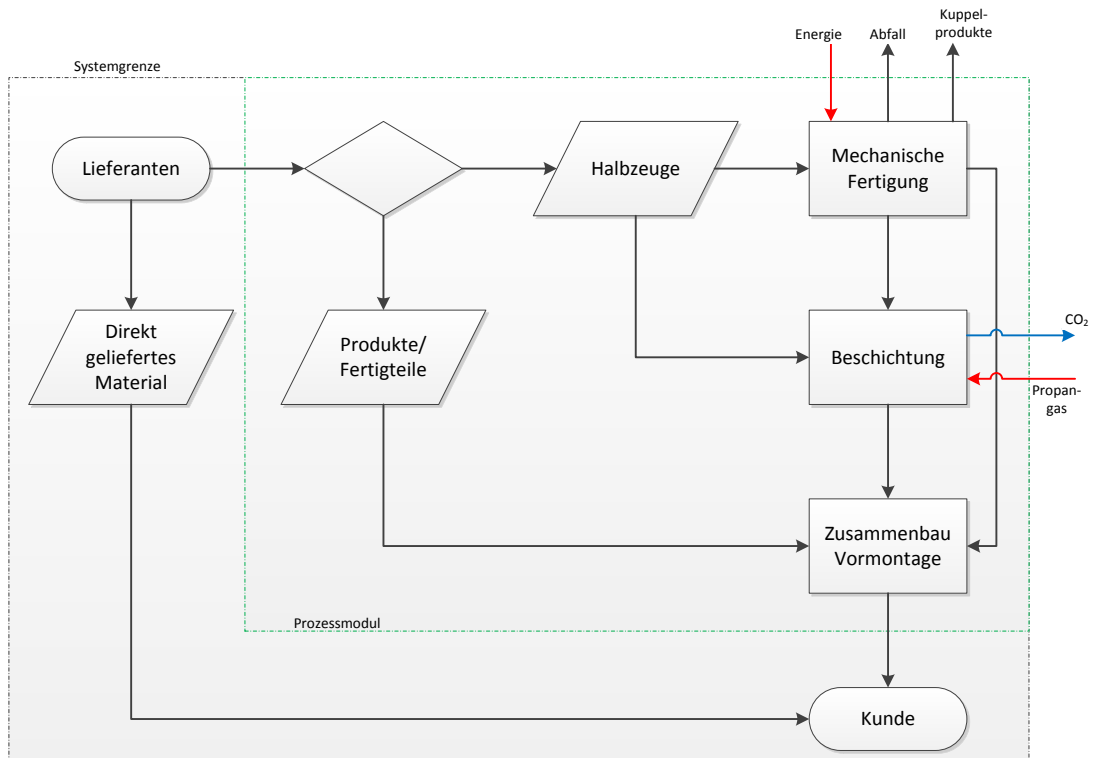 Energie
Abfall
Kuppel-
produkte
Systemgrenze
Lieferanten
Halbzeuge
Mechanische
Fertigung
Direkt
geliefertes
Material
Produkte/
Fertigteile
Beschichtung
CO₂
Propan-
gas
Zusammenbau
Vormontage
Prozessmodul
Kunde